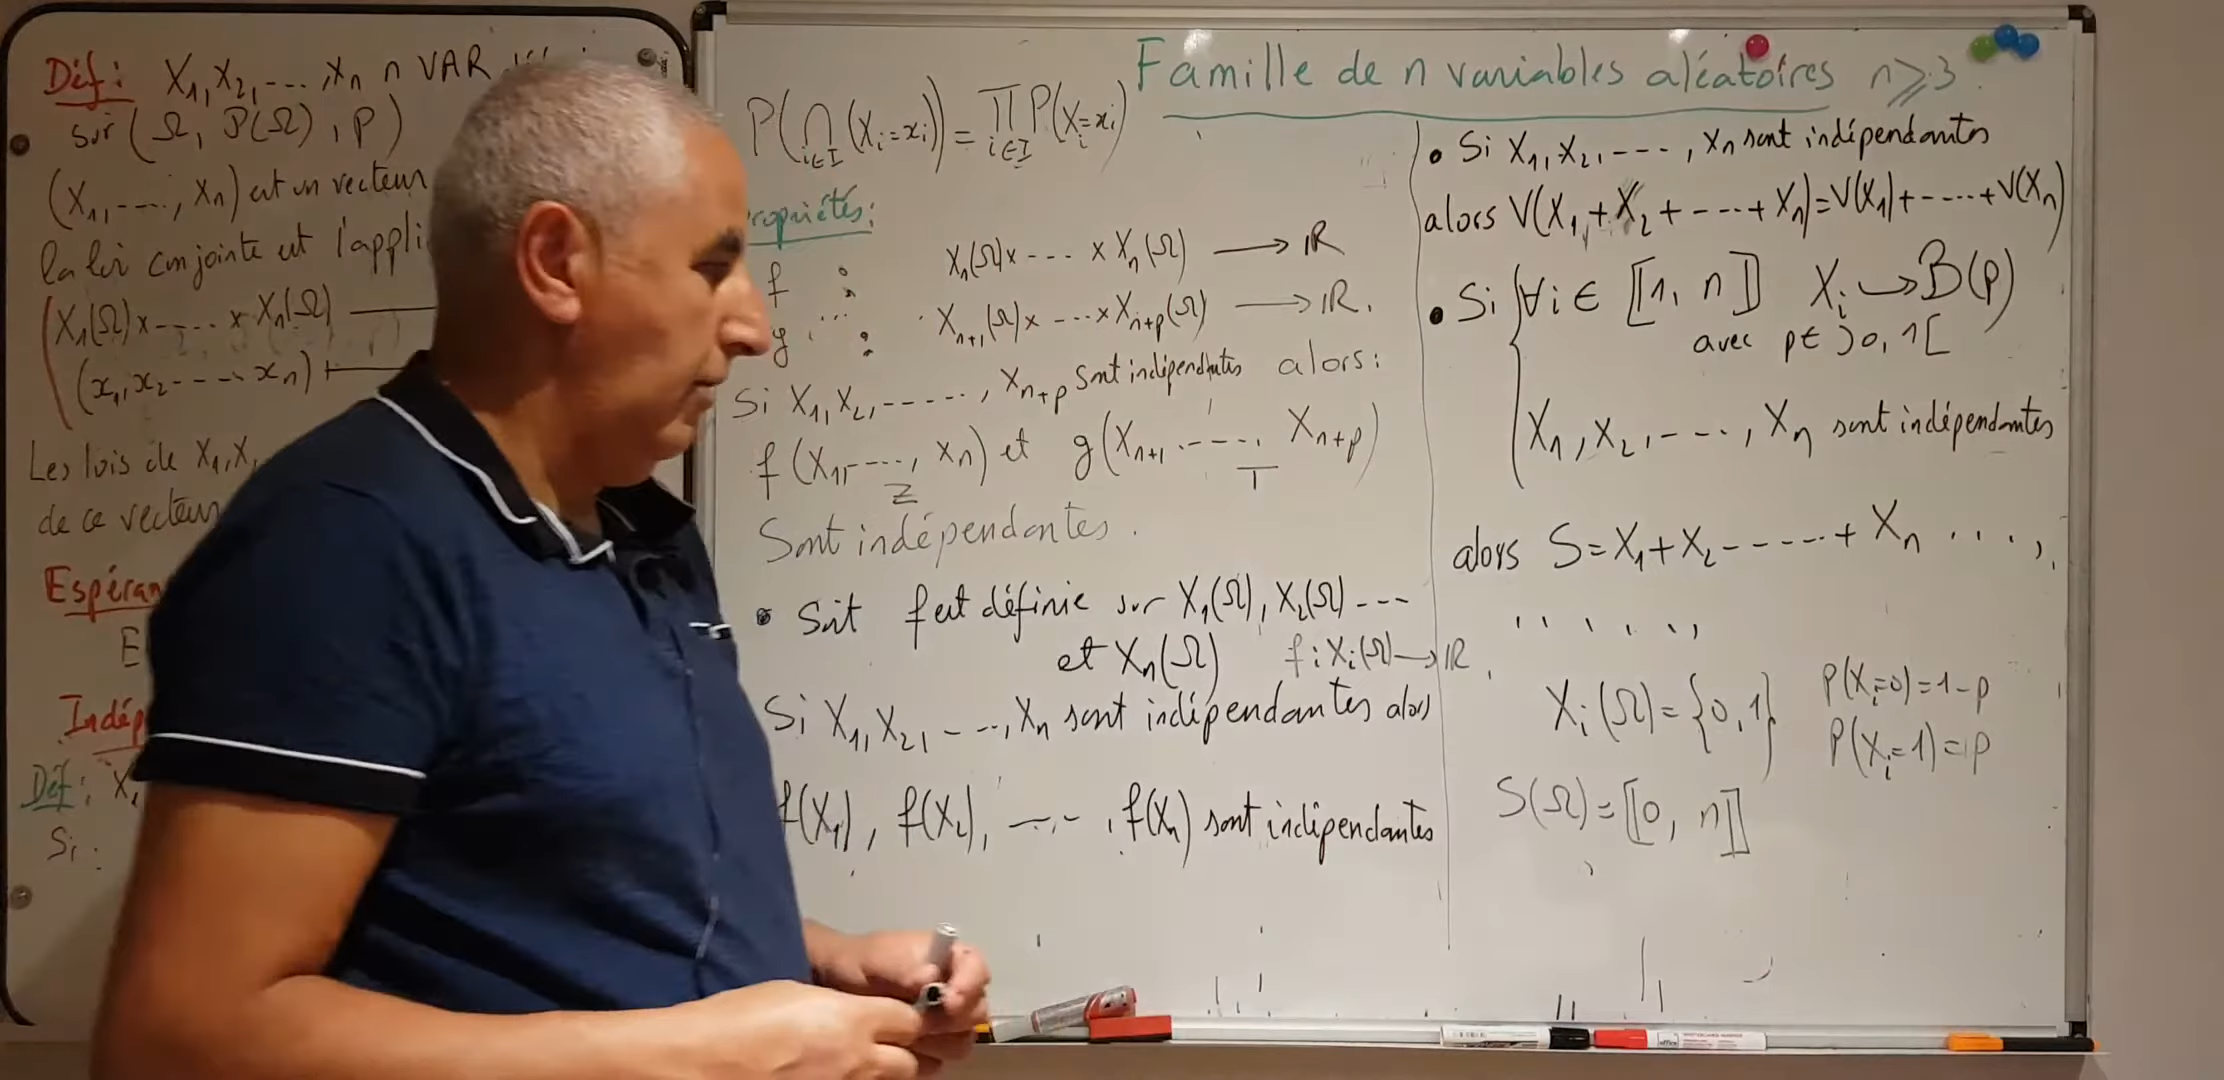 Déf: X₁, X₂, ---, Xn n VAR
sur (Ω, P(Ω), P)
(X₁, ---, Xn) est un vecteur
la loi conjointe est l'appli
X₁(Ω)x-----x Xn(Ω)
(x₁, x₂ ---- xn) ↦
Les lois de X₁, X
de ce vecteur
Espéran
E
Indép
Déf: X₁
Si
Famille de n variables aléatoires n⩾3
P(⋂i∈I (Xi=xi)) = ∏i∈I P(Xi=xi)
ropriétés:
f : X₁(Ω)x---- x Xn(Ω) → ℝ
g : Xn+1(Ω)x----x Xn+p(Ω) → ℝ.
Si X₁, X₂, -----, Xn+p sont indépendantes alors:
f(X₁, ---, Xn) et g(Xn+1 ----, Xn+p)
Z T
Sont indépendantes.
• Soit f est définie sur X₁(Ω), X₂(Ω) ---
et Xn(Ω) f: Xi(Ω) → ℝ.
Si X₁, X₂, ---, Xn sont indépendantes alors
f(X₁), f(X₂), ----, f(Xn) sont indépendantes
• Si X₁, X₂, ---, Xn sont indépendantes
alors V(X₁+X₂+---+Xn)=V(X₁)+----+V(Xn)
• Si { ∀i ∈ ⟦1, n⟧ Xi ↪ B(p)
avec p∈]0, 1[
X₁, X₂, ---, Xn sont indépendantes
alors S=X₁+X₂-----+Xn ....,
Xi(Ω)={0,1} P(Xi=0)=1-p
P(Xi=1)=p
S(Ω)=⟦0, n⟧
office